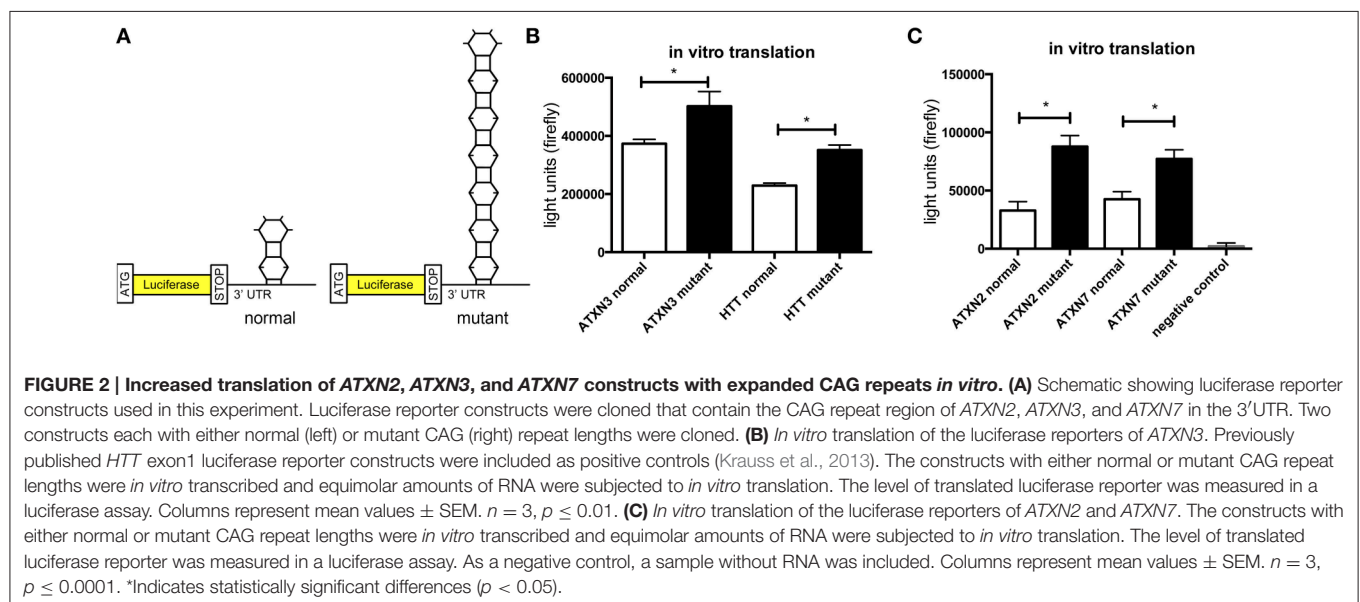 A
ATG
Luciferase
STOP
3' UTR
normal
ATG
Luciferase
STOP
3' UTR
mutant
B
in vitro translation
light units (firefly)
600000
400000
200000
0
*
*
ATXN3 normal
ATXN3 mutant
HTT normal
HTT mutant
C
in vitro translation
light units (firefly)
150000
100000
50000
0
*
*
ATXN2 normal
ATXN2 mutant
ATXN7 normal
ATXN7 mutant
negative control
FIGURE 2 | Increased translation of ATXN2, ATXN3, and ATXN7 constructs with expanded CAG repeats in vitro. (A) Schematic showing luciferase reporter
constructs used in this experiment. Luciferase reporter constructs were cloned that contain the CAG repeat region of ATXN2, ATXN3, and ATXN7 in the 3′UTR. Two
constructs each with either normal (left) or mutant CAG (right) repeat lengths were cloned. (B) In vitro translation of the luciferase reporters of ATXN3. Previously
published HTT exon1 luciferase reporter constructs were included as positive controls (Krauss et al., 2013). The constructs with either normal or mutant CAG repeat
lengths were in vitro transcribed and equimolar amounts of RNA were subjected to in vitro translation. The level of translated luciferase reporter was measured in a
luciferase assay. Columns represent mean values ± SEM. n = 3, p ≤ 0.01. (C) In vitro translation of the luciferase reporters of ATXN2 and ATXN7. The constructs with
either normal or mutant CAG repeat lengths were in vitro transcribed and equimolar amounts of RNA were subjected to in vitro translation. The level of translated
luciferase reporter was measured in a luciferase assay. As a negative control, a sample without RNA was included. Columns represent mean values ± SEM. n = 3,
p ≤ 0.0001. *Indicates statistically significant differences (p < 0.05).